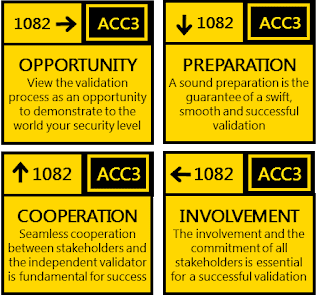 1082 → ACC3
OPPORTUNITY
View the validation
process as an opportunity
to demonstrate to the
world your security level
↓ 1082 ACC3
PREPARATION
A sound preparation is the
guarantee of a swift,
smooth and successful
validation
↑ 1082 ACC3
COOPERATION
Seamless cooperation
between stakeholders and
the independent validator
is fundamental for success
← 1082 ACC3
INVOLVEMENT
The involvement and the
commitment of all
stakeholders is essential
for a successful validation